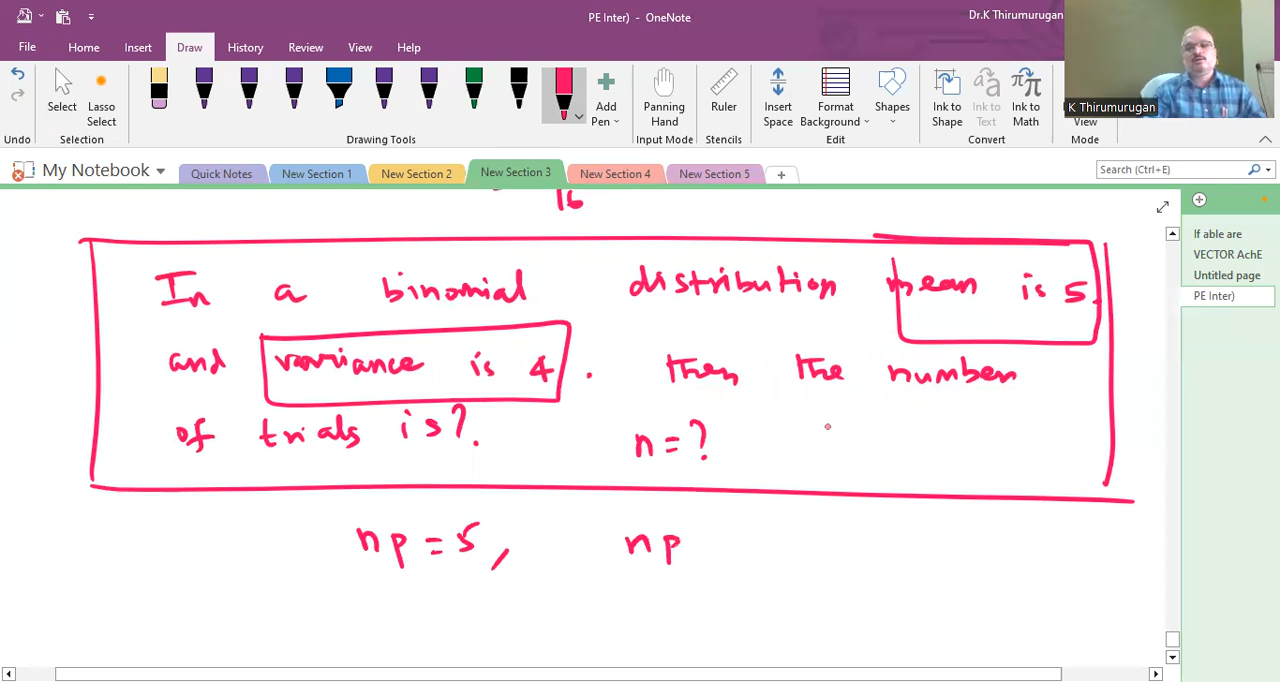 PE Inter) - OneNote
Dr.K Thirumurugan
File Home Insert Draw History Review View Help
Select Lasso Select Add Pen Panning Hand Ruler Insert Space Format Background Shapes Ink to Shape Ink to Text Ink to Math View
K Thirumurugan
Undo Selection Drawing Tools Input Mode Stencils Edit Convert Mode
My Notebook Quick Notes New Section 1 New Section 2 New Section 3 New Section 4 New Section 5 Search (Ctrl+E)
16
In a binomial distribution mean is 5.
and variance is 4. then the number
of trials is?. n=?
np=5, np
If able are
VECTOR AchE
Untitled page
PE Inter)